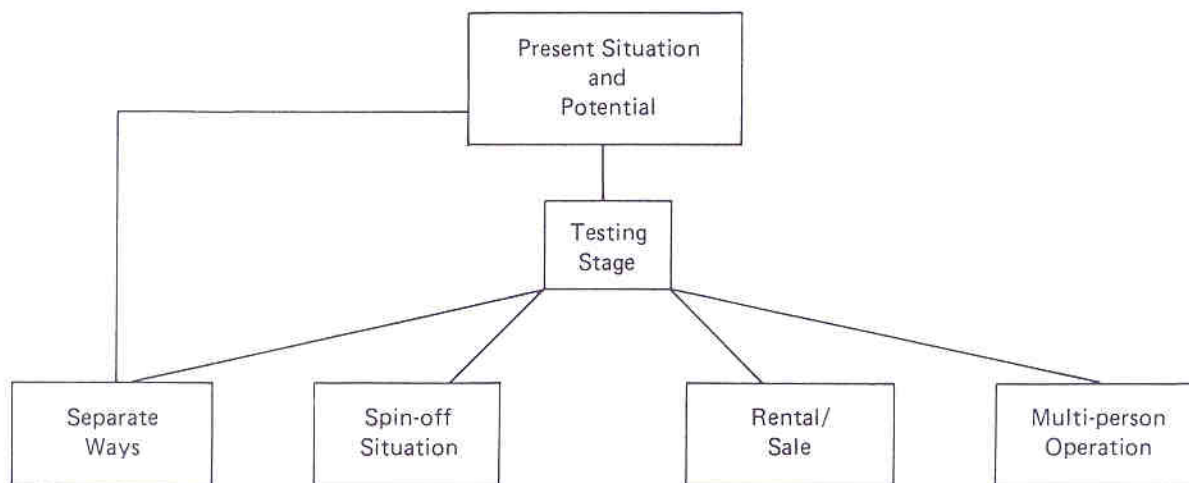 Present Situation
and
Potential
Testing
Stage
Separate
Ways
Spin-off
Situation
Rental/
Sale
Multi-person
Operation